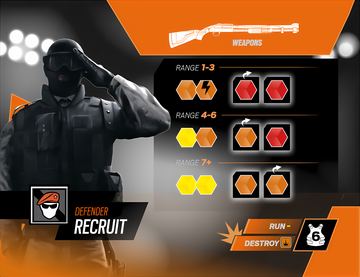 WEAPONS
RANGE 1-3
RANGE 4-6
RANGE 7+
DEFENDER
RECRUIT
RUN -
DESTROY
6